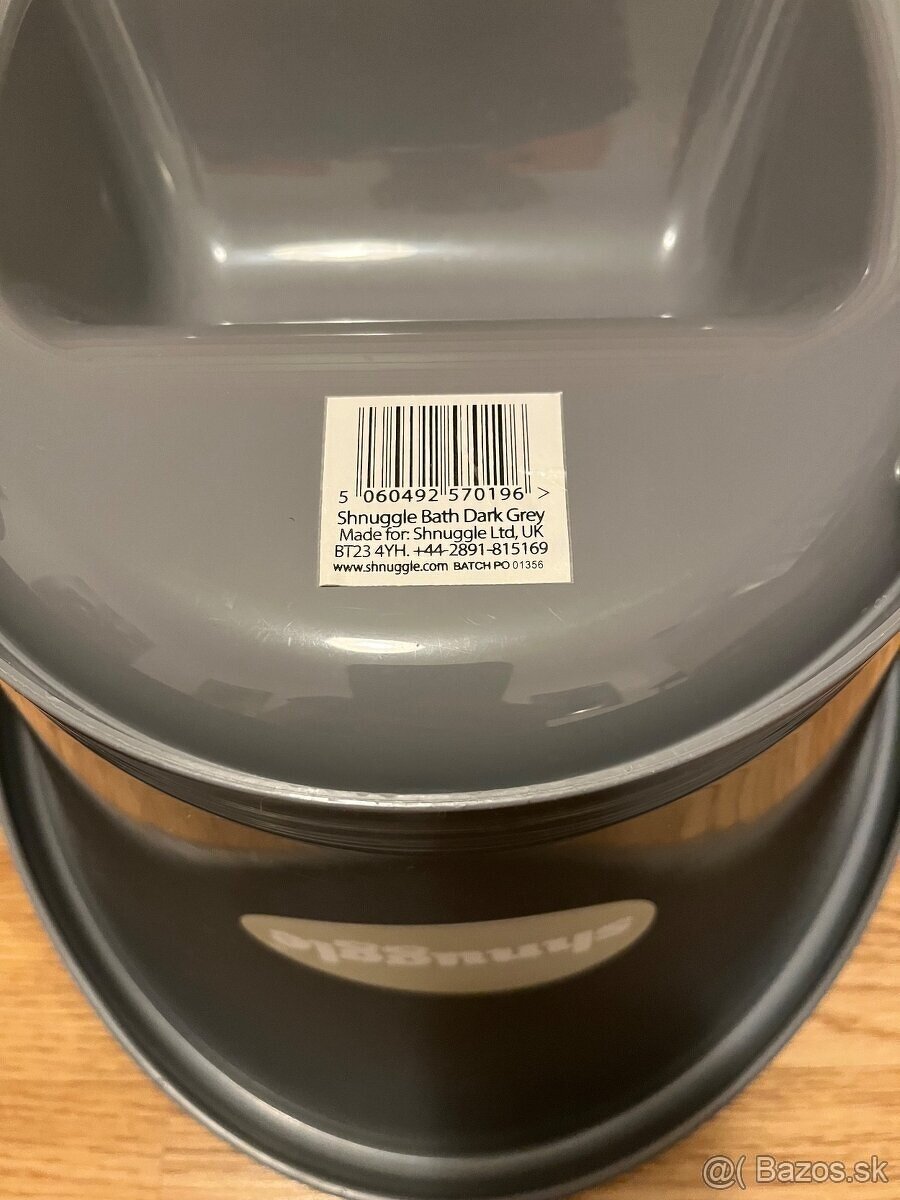 5 060492 570196 >
Shnuggle Bath Dark Grey
Made for: Shnuggle Ltd, UK
BT23 4YH. +44-2891-815169
www.shnuggle.com BATCH PO 01356
shnuggle
@( Bazos.sk